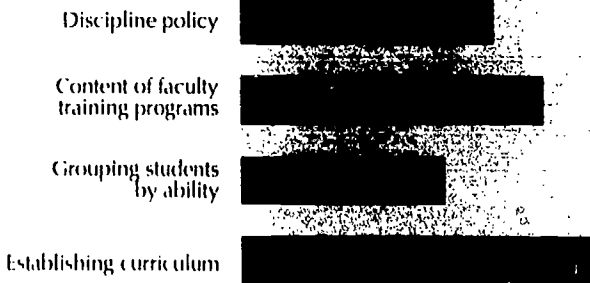 Discipline policy
Content of faculty
training programs
Grouping students
by ability
Establishing curriculum